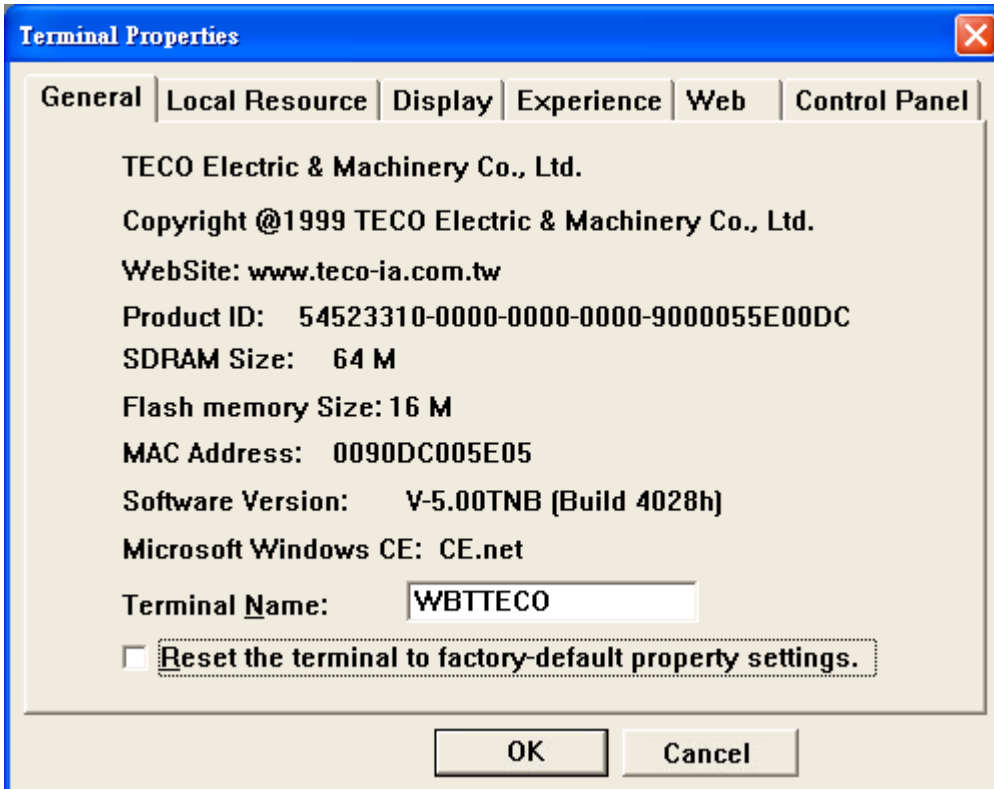 Terminal Properties
General Local Resource Display Experience Web Control Panel
TECO Electric & Machinery Co., Ltd.
Copyright @1999 TECO Electric & Machinery Co., Ltd.
WebSite: www.teco-ia.com.tw
Product ID: 54523310-0000-0000-0000-9000055E00DC
SDRAM Size: 64 M
Flash memory Size: 16 M
MAC Address: 0090DC005E05
Software Version: V-5.00TNB (Build 4028h)
Microsoft Windows CE: CE.net
Terminal Name: WBTTECO
Reset the terminal to factory-default property settings.
OK Cancel